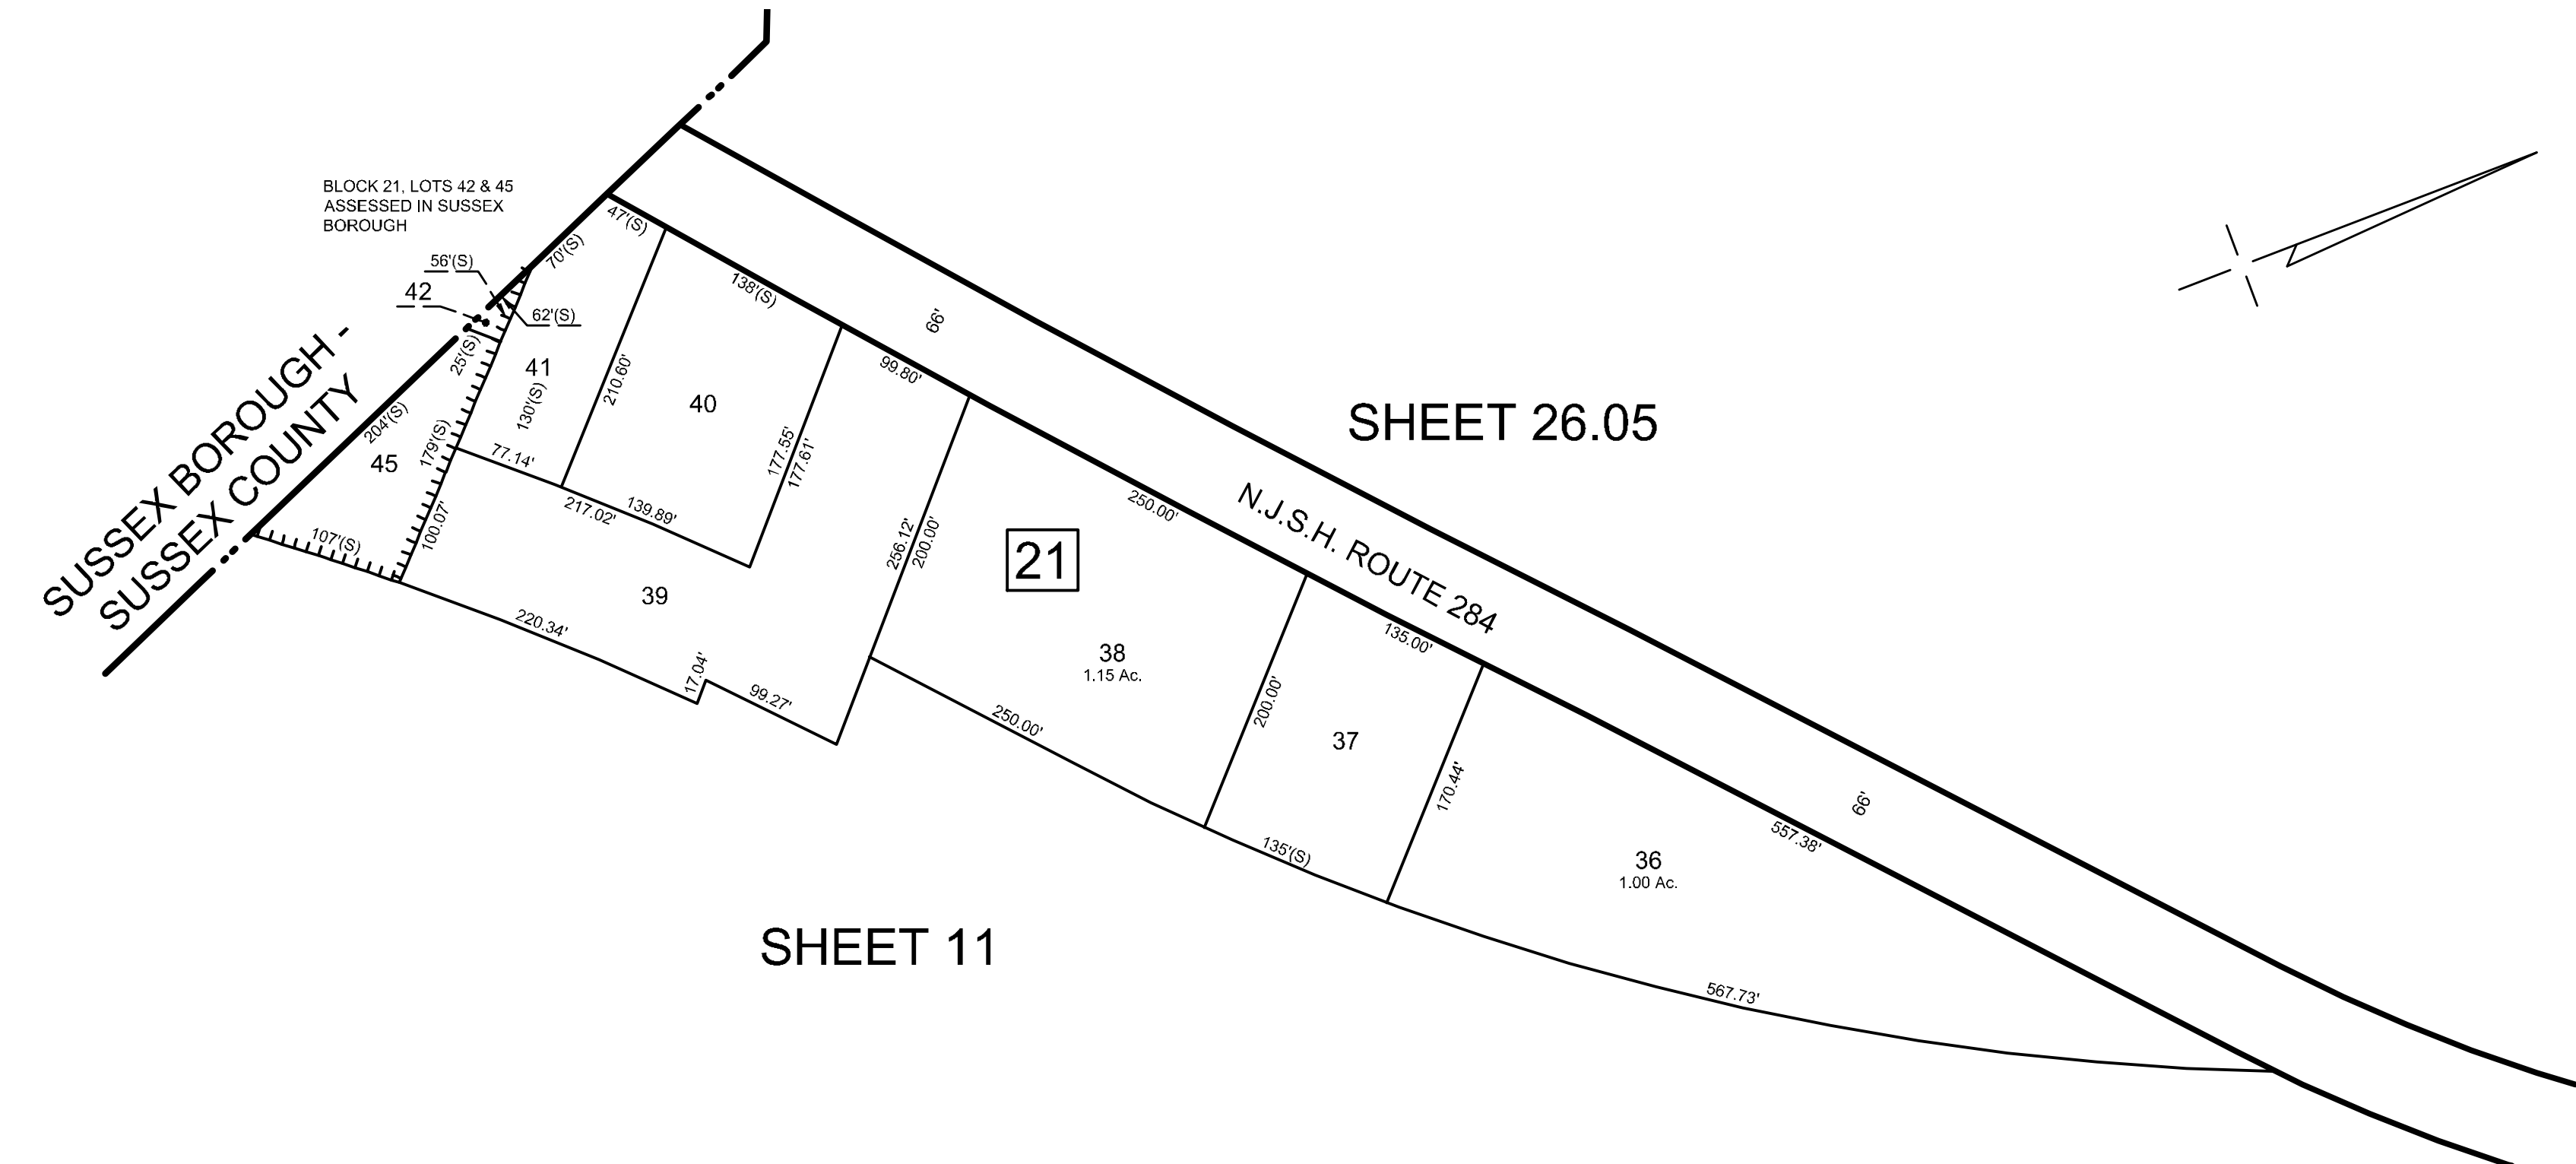 BLOCK 21, LOTS 42 & 45
ASSESSED IN SUSSEX
BOROUGH
47'(S)
70'(S)
56'(S)
42
62'(S)
138'(S)
66'
25'(S)
41
130'(S)
210.60'
40
99.80'
SUSSEX BOROUGH -
SUSSEX COUNTY
204'(S)
45
179'(S)
77.14'
177.55'
177.61'
SHEET 26.05
217.02'
139.89'
100.07'
107'(S)
256.12'
200.00'
250.00'
N.J.S.H. ROUTE 284
21
39
220.34'
17.04'
99.27'
38
1.15 Ac.
135.00'
200.00'
250.00'
37
170.44'
66'
557.38'
135'(S)
36
1.00 Ac.
SHEET 11
567.73'